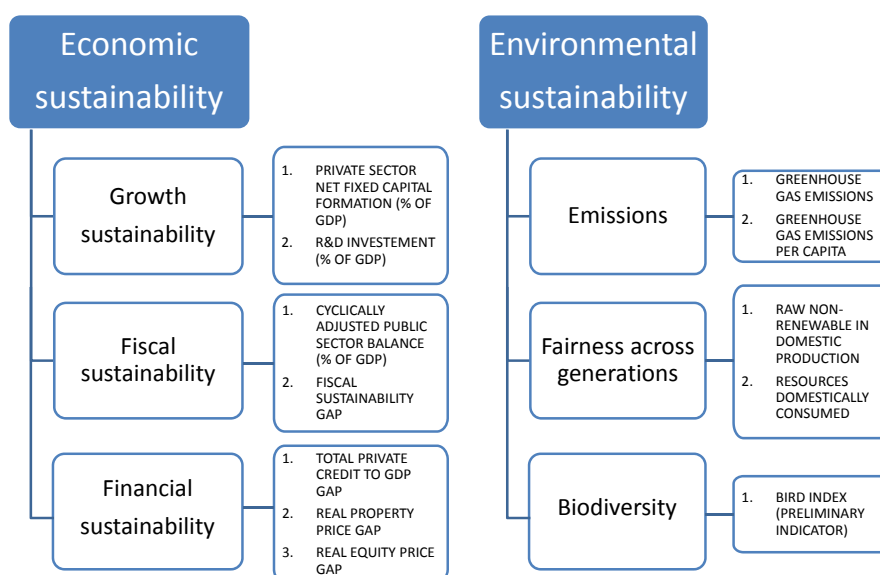 Economic
sustainability
Growth
sustainability
1. PRIVATE SECTOR
NET FIXED CAPITAL
FORMATION (% OF
GDP)
2. R&D INVESTEMENT
(% OF GDP)
Fiscal
sustainability
1. CYCLICALLY
ADJUSTED PUBLIC
SECTOR BALANCE
(% OF GDP)
2. FISCAL
SUSTAINABILITY
GAP
Financial
sustainability
1. TOTAL PRIVATE
CREDIT TO GDP
GAP
2. REAL PROPERTY
PRICE GAP
3. REAL EQUITY PRICE
GAP
Environmental
sustainability
Emissions
1. GREENHOUSE
GAS EMISSIONS
2. GREENHOUSE
GAS EMISSIONS
PER CAPITA
Fairness across
generations
1. RAW NON-
RENEWABLE IN
DOMESTIC
PRODUCTION
2. RESOURCES
DOMESTICALLY
CONSUMED
Biodiversity
1. BIRD INDEX
(PRELIMINARY
INDICATOR)